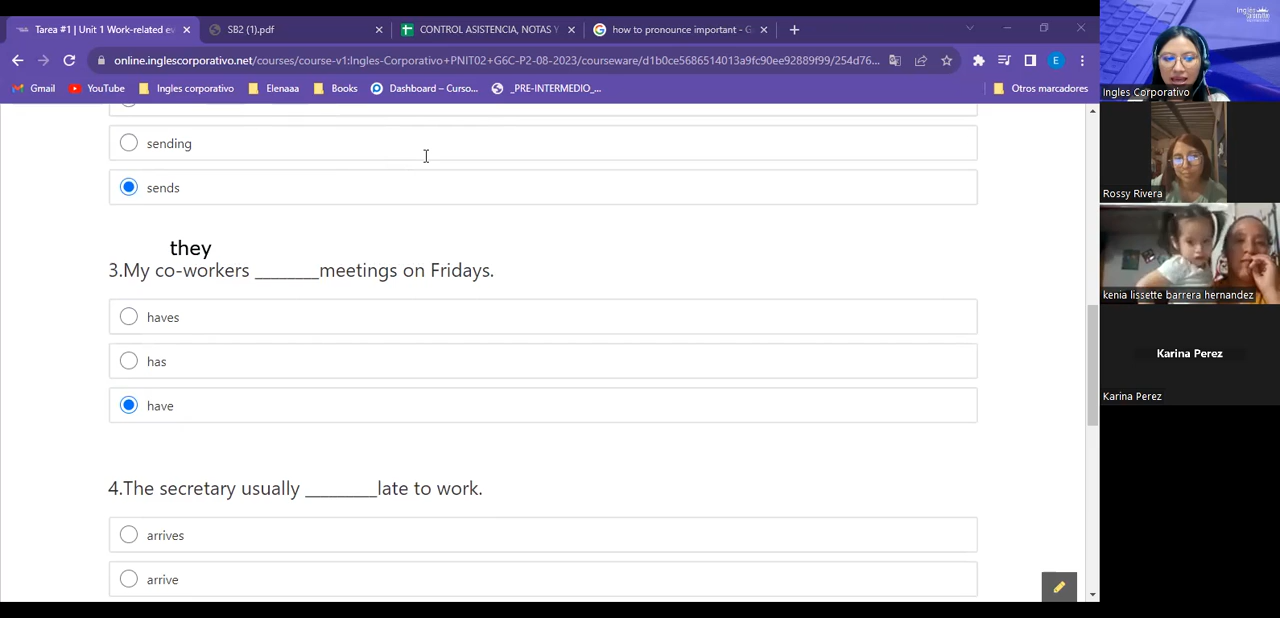 Tarea #1 | Unit 1 Work-related ev
SB2 (1).pdf
CONTROL ASISTENCIA, NOTAS Y
how to pronounce important - G
online.inglescorporativo.net/courses/course-v1:Ingles-Corporativo+PNIT02+G6C-P2-08-2023/courseware/d1b0ce5686514013a9fc90ee92889f99/254d76...
E
Gmail
YouTube
Ingles corporativo
Elenaaa
Books
Dashboard – Curso...
_PRE-INTERMEDIO_...
Otros marcadores
sending
sends
they
3.My co-workers ________meetings on Fridays.
haves
has
have
4.The secretary usually _________late to work.
arrives
arrive
Ingles Corporativo
Rossy Rivera
kenia lissette barrera hernandez
Karina Perez
Karina Perez